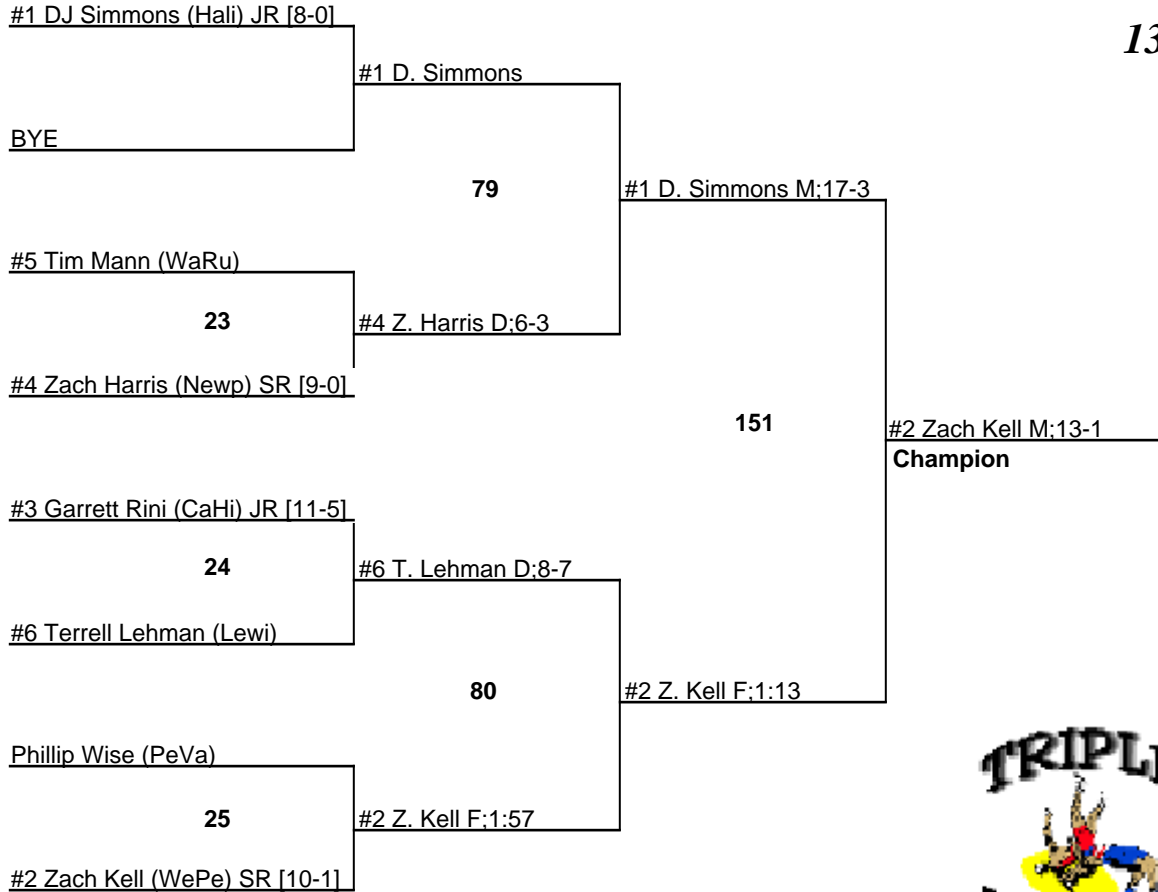 #1 DJ Simmons (Hali) JR [8-0]
13
#1 D. Simmons
BYE
79
#1 D. Simmons M;17-3
#5 Tim Mann (WaRu)
23
#4 Z. Harris D;6-3
#4 Zach Harris (Newp) SR [9-0]
151
#2 Zach Kell M;13-1
Champion
#3 Garrett Rini (CaHi) JR [11-5]
24
#6 T. Lehman D;8-7
#6 Terrell Lehman (Lewi)
80
#2 Z. Kell F;1:13
Phillip Wise (PeVa)
25
#2 Z. Kell F;1:57
#2 Zach Kell (WePe) SR [10-1]
TRIPL